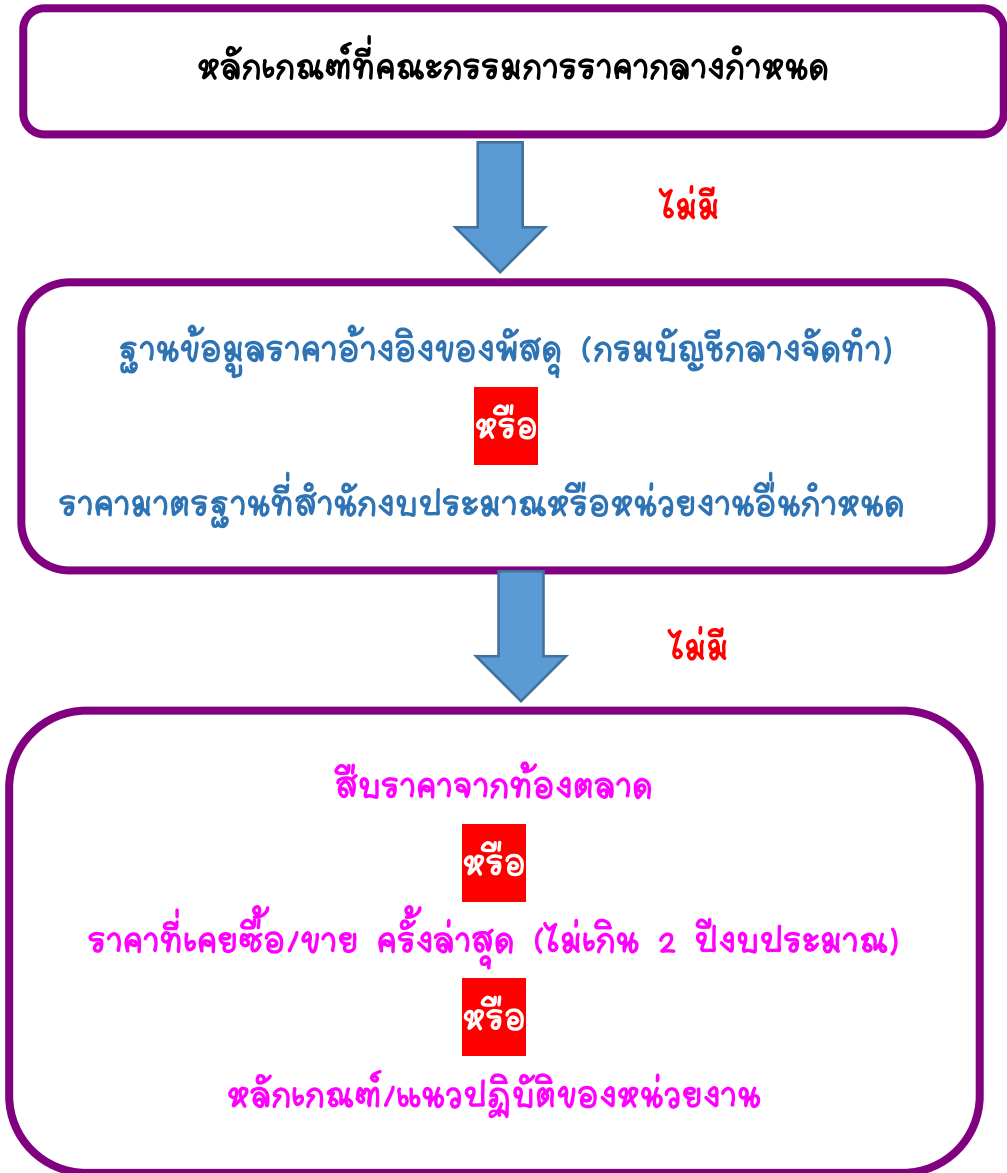 หลักเกณฑ์ที่คณะกรรมการราคากลางกำหนด
ไม่มี
ฐานข้อมูลราคาอ้างอิงของพัสดุ (กรมบัญชีกลางจัดทำ)
หรือ
ราคามาตรฐานที่สำนักงบประมาณหรือหน่วยงานอื่นกำหนด
ไม่มี
สืบราคาจากท้องตลาด
หรือ
ราคาที่เคยซื้อ/ขาย ครั้งล่าสุด (ไม่เกิน 2 ปีงบประมาณ)
หรือ
หลักเกณฑ์/แนวปฏิบัติของหน่วยงาน